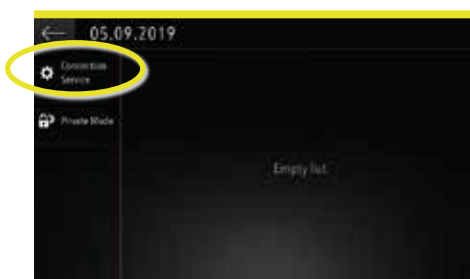 05.09.2019
Connection
Service
Private Mode
Empty list